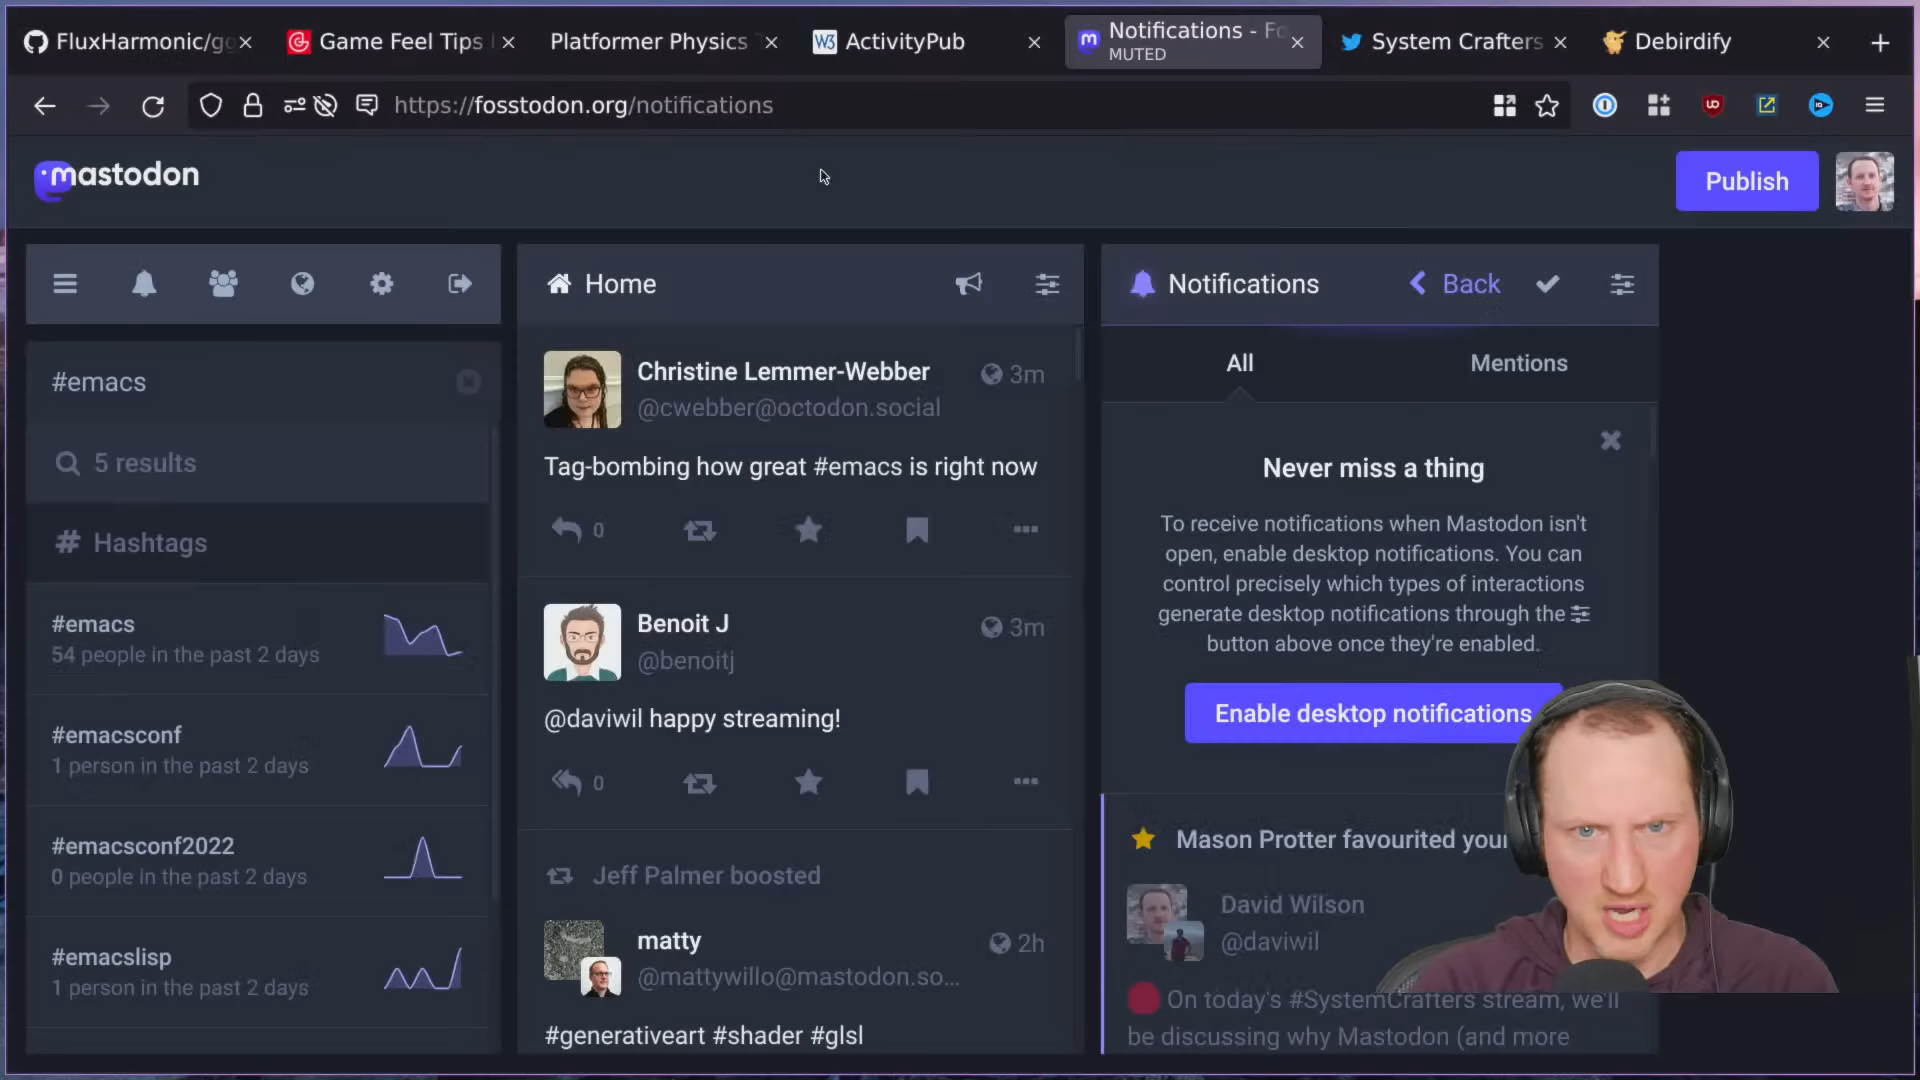 FluxHarmonic/go
Game Feel Tips
Platformer Physics
W3 ActivityPub
Notifications - Fo
MUTED
System Crafters
Debirdify
https://fosstodon.org/notifications
mastodon
Publish
#emacs
5 results
# Hashtags
#emacs
54 people in the past 2 days
#emacsconf
1 person in the past 2 days
#emacsconf2022
0 people in the past 2 days
#emacslisp
1 person in the past 2 days
Home
Christine Lemmer-Webber
3m
@cwebber@octodon.social
Tag-bombing how great #emacs is right now
0
Benoit J
3m
@benoitj
@daviwil happy streaming!
0
Jeff Palmer boosted
matty
2h
@mattywillo@mastodon.so...
#generativeart #shader #glsl
Notifications
Back
All
Mentions
Never miss a thing
To receive notifications when Mastodon isn't
open, enable desktop notifications. You can
control precisely which types of interactions
generate desktop notifications through the
button above once they're enabled.
Enable desktop notifications
Mason Protter favourited your
David Wilson
@daviwil
On today's #SystemCrafters stream, we'll
be discussing why Mastodon (and more